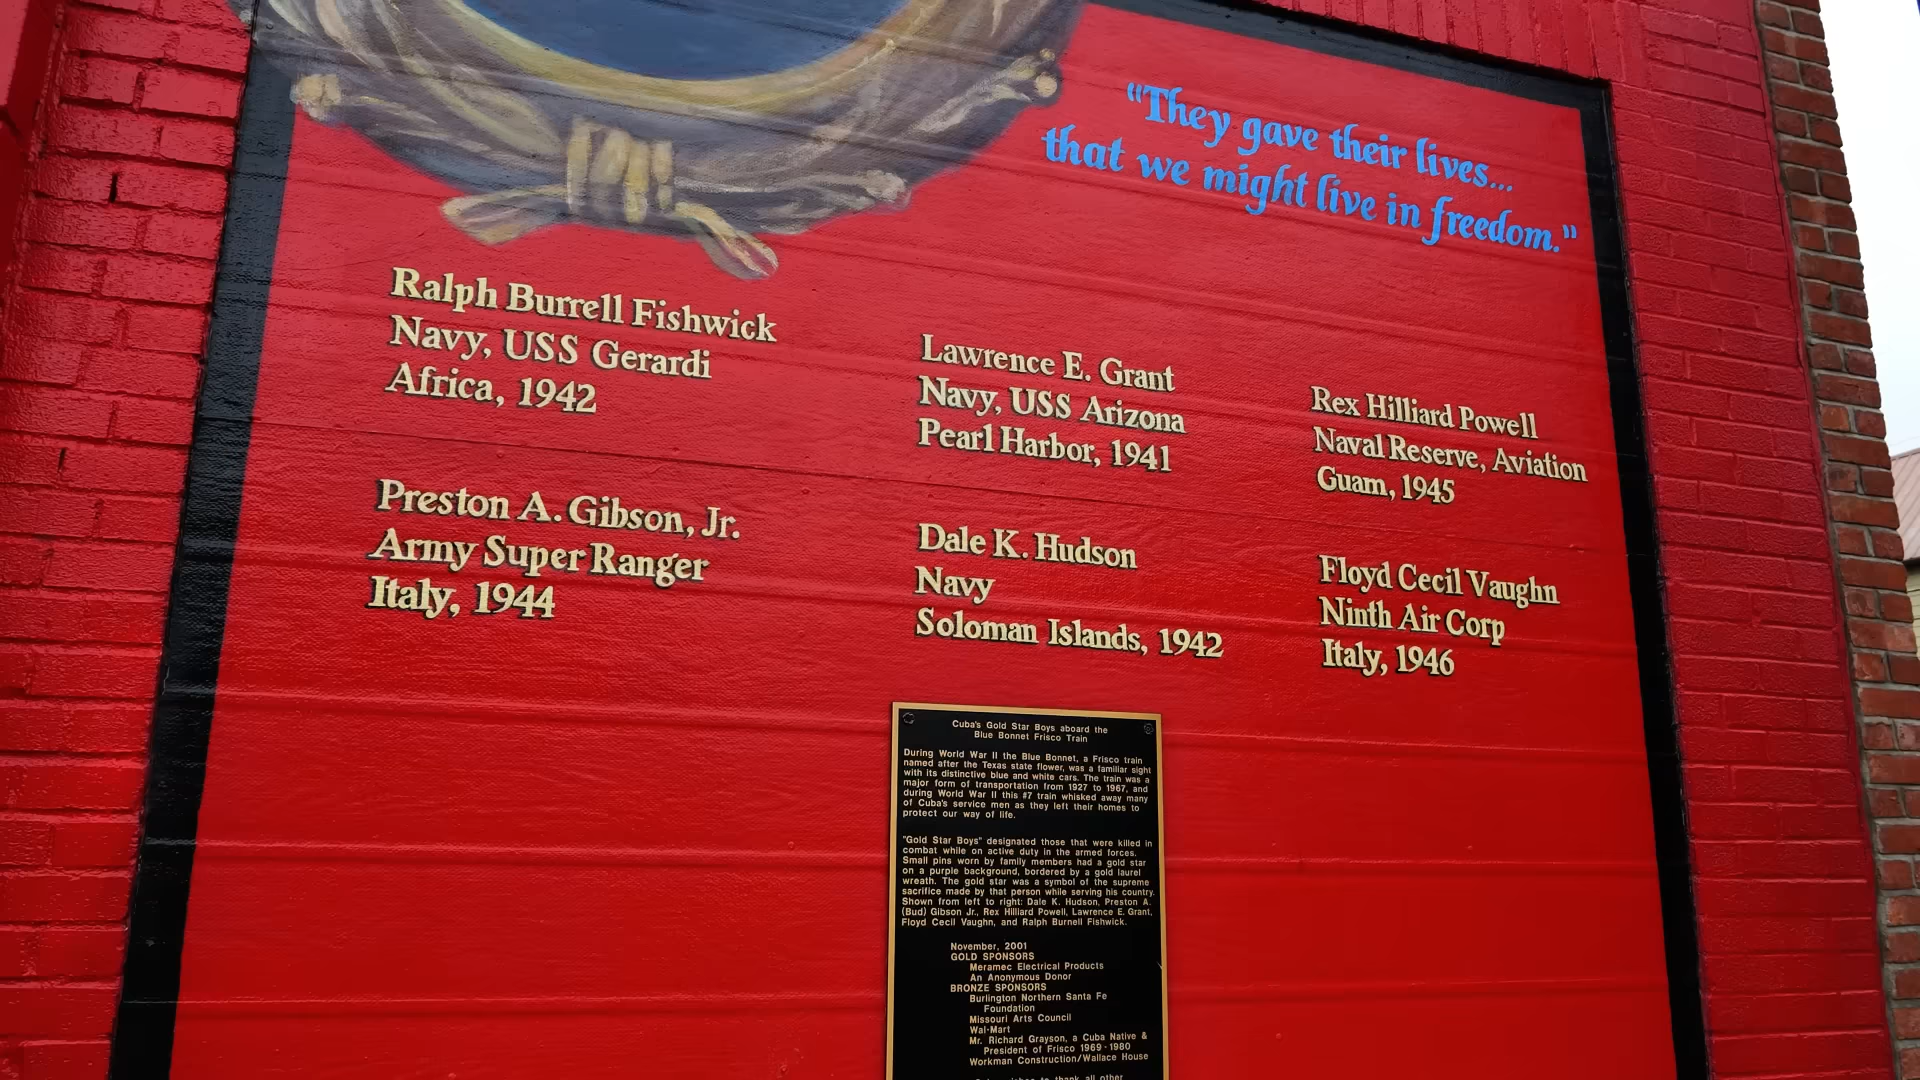 "They gave their lives...
that we might live in freedom."
Ralph Burrell Fishwick
Navy, USS Gerardi
Africa, 1942
Preston A. Gibson, Jr.
Army Super Ranger
Italy, 1944
Lawrence E. Grant
Navy, USS Arizona
Pearl Harbor, 1941
Dale K. Hudson
Navy
Soloman Islands, 1942
Rex Hilliard Powell
Naval Reserve, Aviation
Guam, 1945
Floyd Cecil Vaughn
Ninth Air Corp
Italy, 1946
Cuba's Gold Star Boys aboard the
Blue Bonnet Frisco Train
During World War II the Blue Bonnet, a Frisco train
named after the Texas state flower, was a familiar sight
with its distinctive blue and white cars. The train was a
major form of transportation from 1927 to 1967, and
during World War II this #7 train whisked away many
of Cuba's service men as they left their homes to
protect our way of life.
"Gold Star Boys" designated those that were killed in
combat while on active duty in the armed forces.
Small pins worn by family members had a gold star
on a purple background, bordered by a gold laurel
wreath. The gold star was a symbol of the supreme
sacrifice made by that person while serving his country.
Shown from left to right: Dale K. Hudson, Preston A.
(Bud) Gibson Jr., Rex Hilliard Powell, Lawrence E. Grant,
Floyd Cecil Vaughn, and Ralph Burnell Fishwick.
November, 2001
GOLD SPONSORS
Meramec Electrical Products
An Anonymous Donor
BRONZE SPONSORS
Burlington Northern Santa Fe
Foundation
Missouri Arts Council
Wal-Mart
Mr. Richard Grayson, a Cuba Native &
President of Frisco 1969 - 1980
Workman Construction/Wallace House
to thank all other